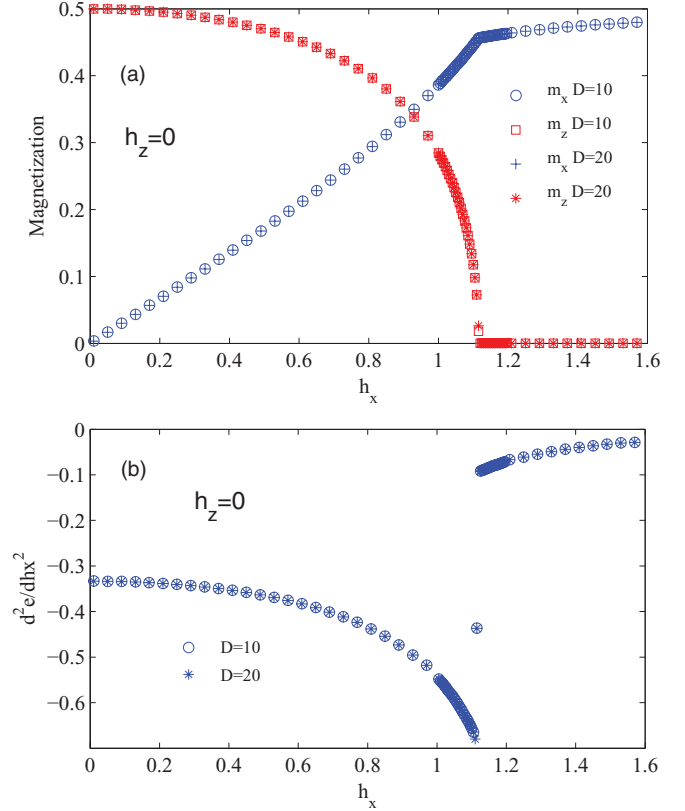 0.5
0.4
0.3
0.2
0.1
0
Magnetization
(a)
h_z=0
m_x D=10
m_z D=10
m_x D=20
m_z D=20
0 0.2 0.4 0.6 0.8 1 1.2 1.4 1.6
h_x
0
−0.1
−0.2
−0.3
−0.4
−0.5
−0.6
d²e/dhx²
(b)
h_z=0
D=10
D=20
0 0.2 0.4 0.6 0.8 1 1.2 1.4 1.6
h_x